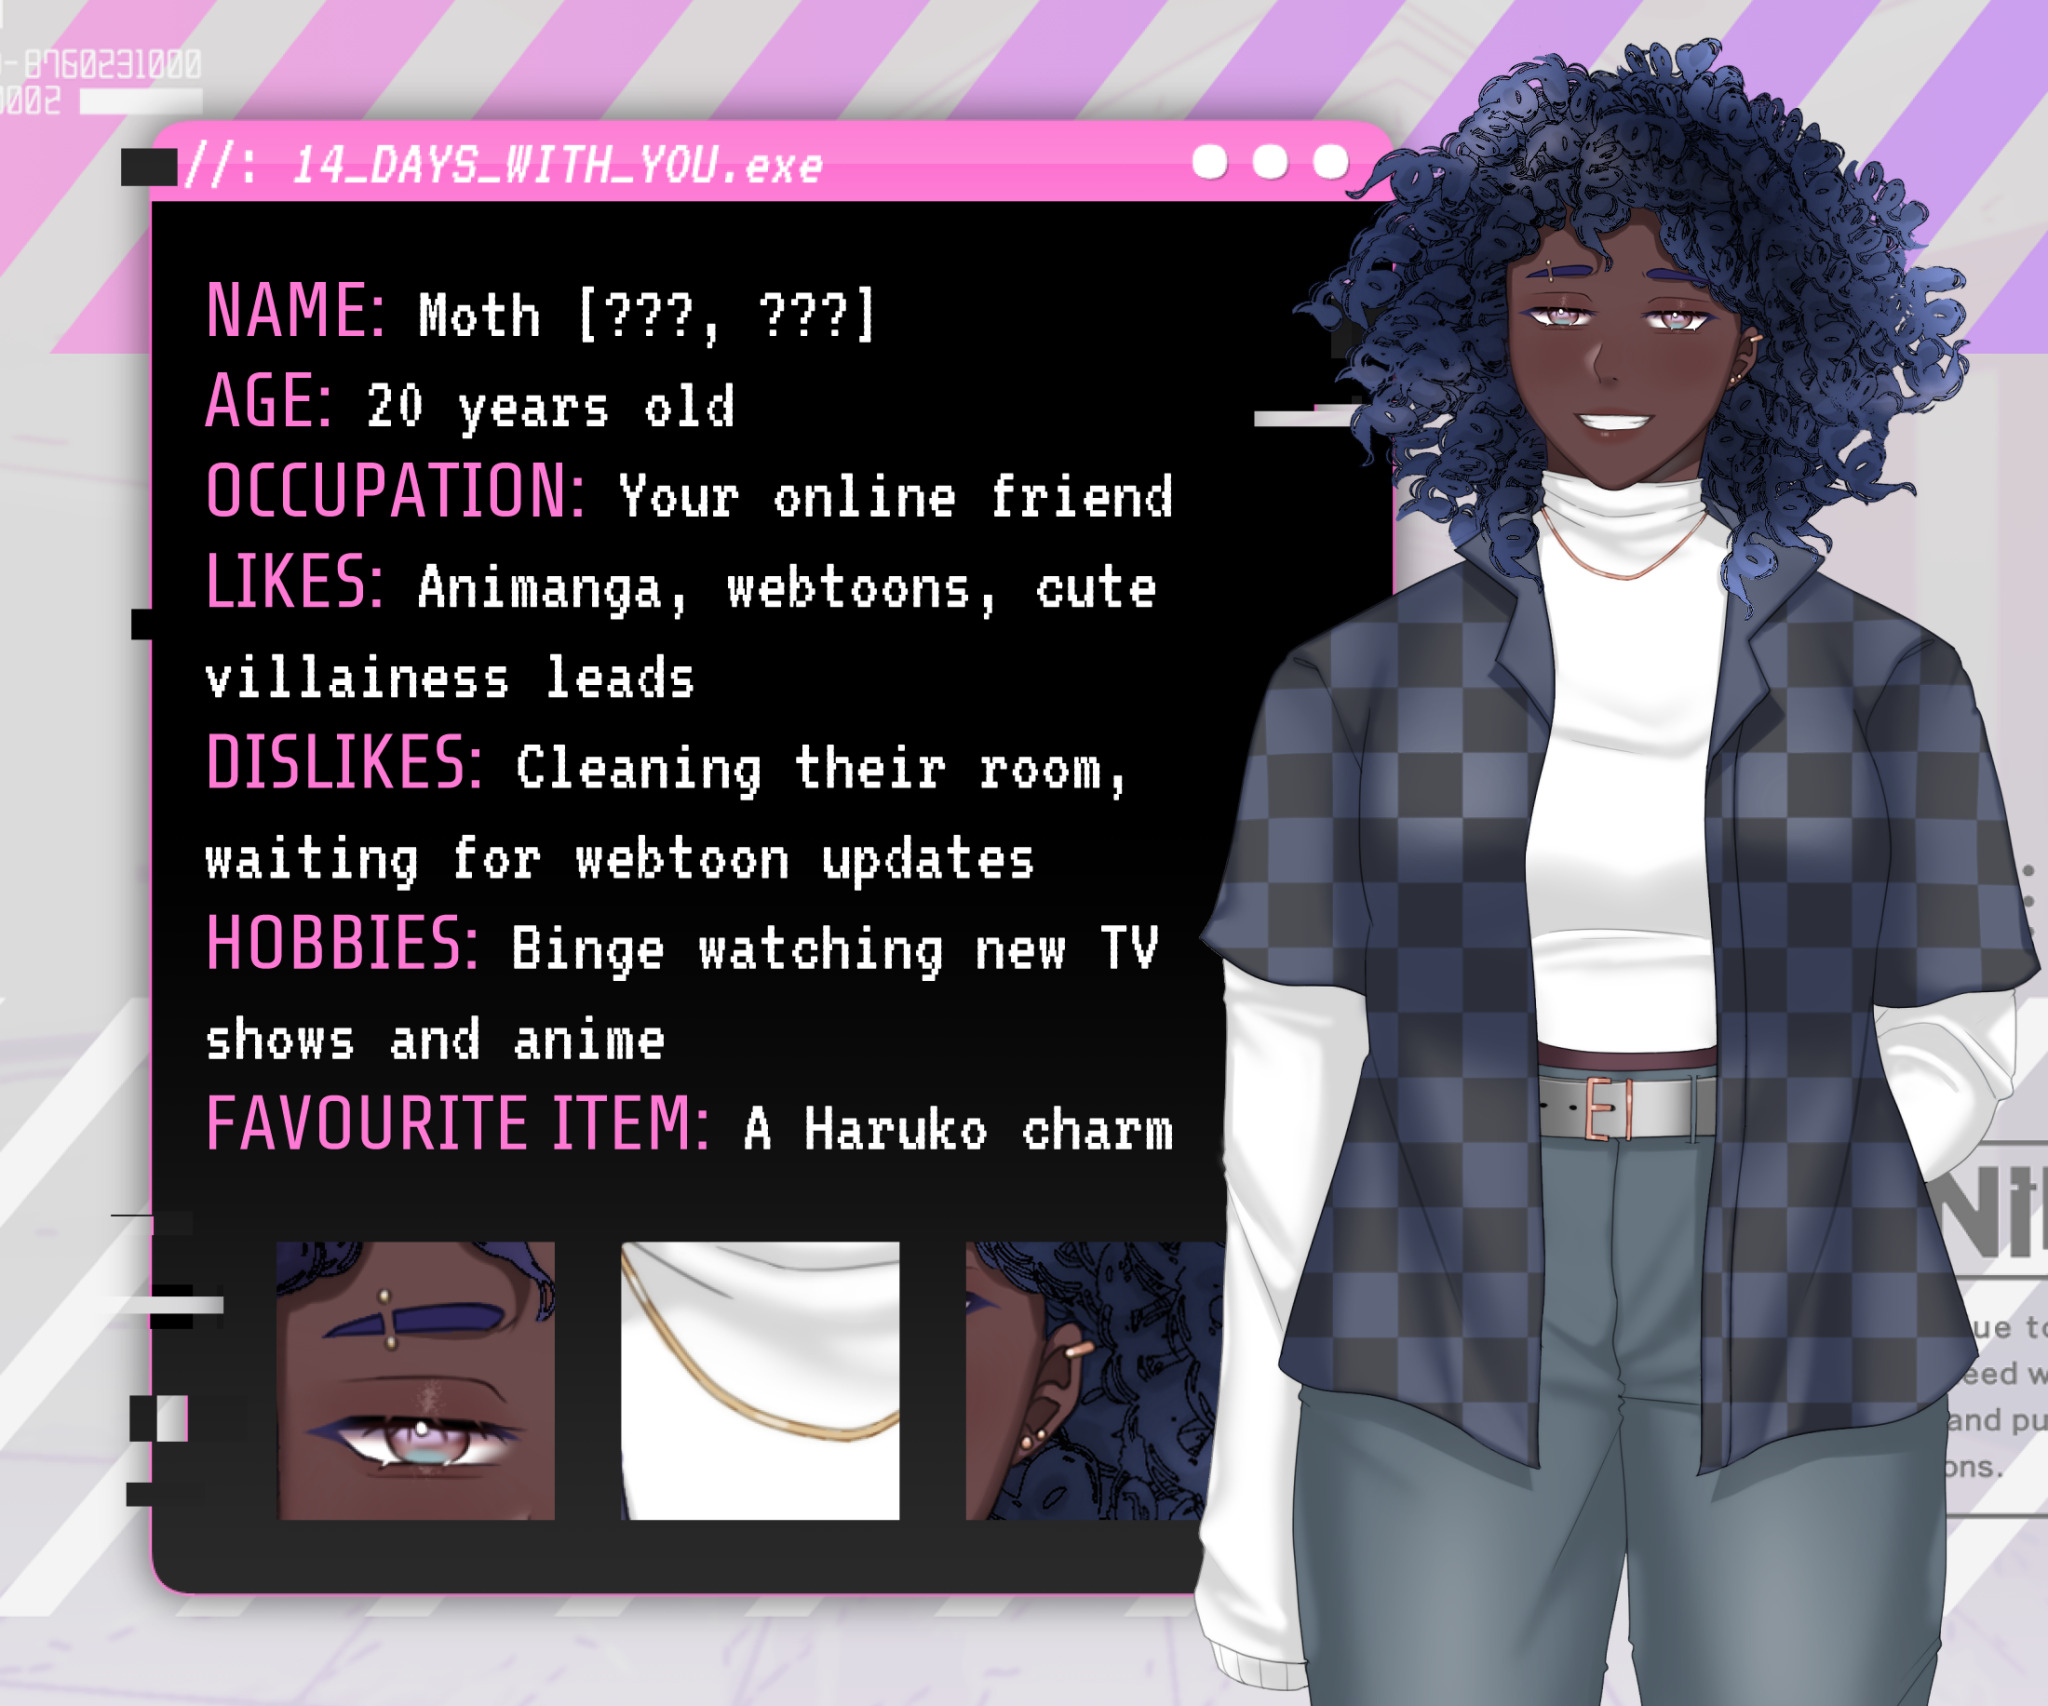 -8760231000
0002
//: 14_DAYS_WITH_YOU.exe
NAME: Moth [???, ???]
AGE: 20 years old
OCCUPATION: Your online friend
LIKES: Animanga, webtoons, cute
villainess leads
DISLIKES: Cleaning their room,
waiting for webtoon updates
HOBBIES: Binge watching new TV
shows and anime
FAVOURITE ITEM: A Haruko charm
and